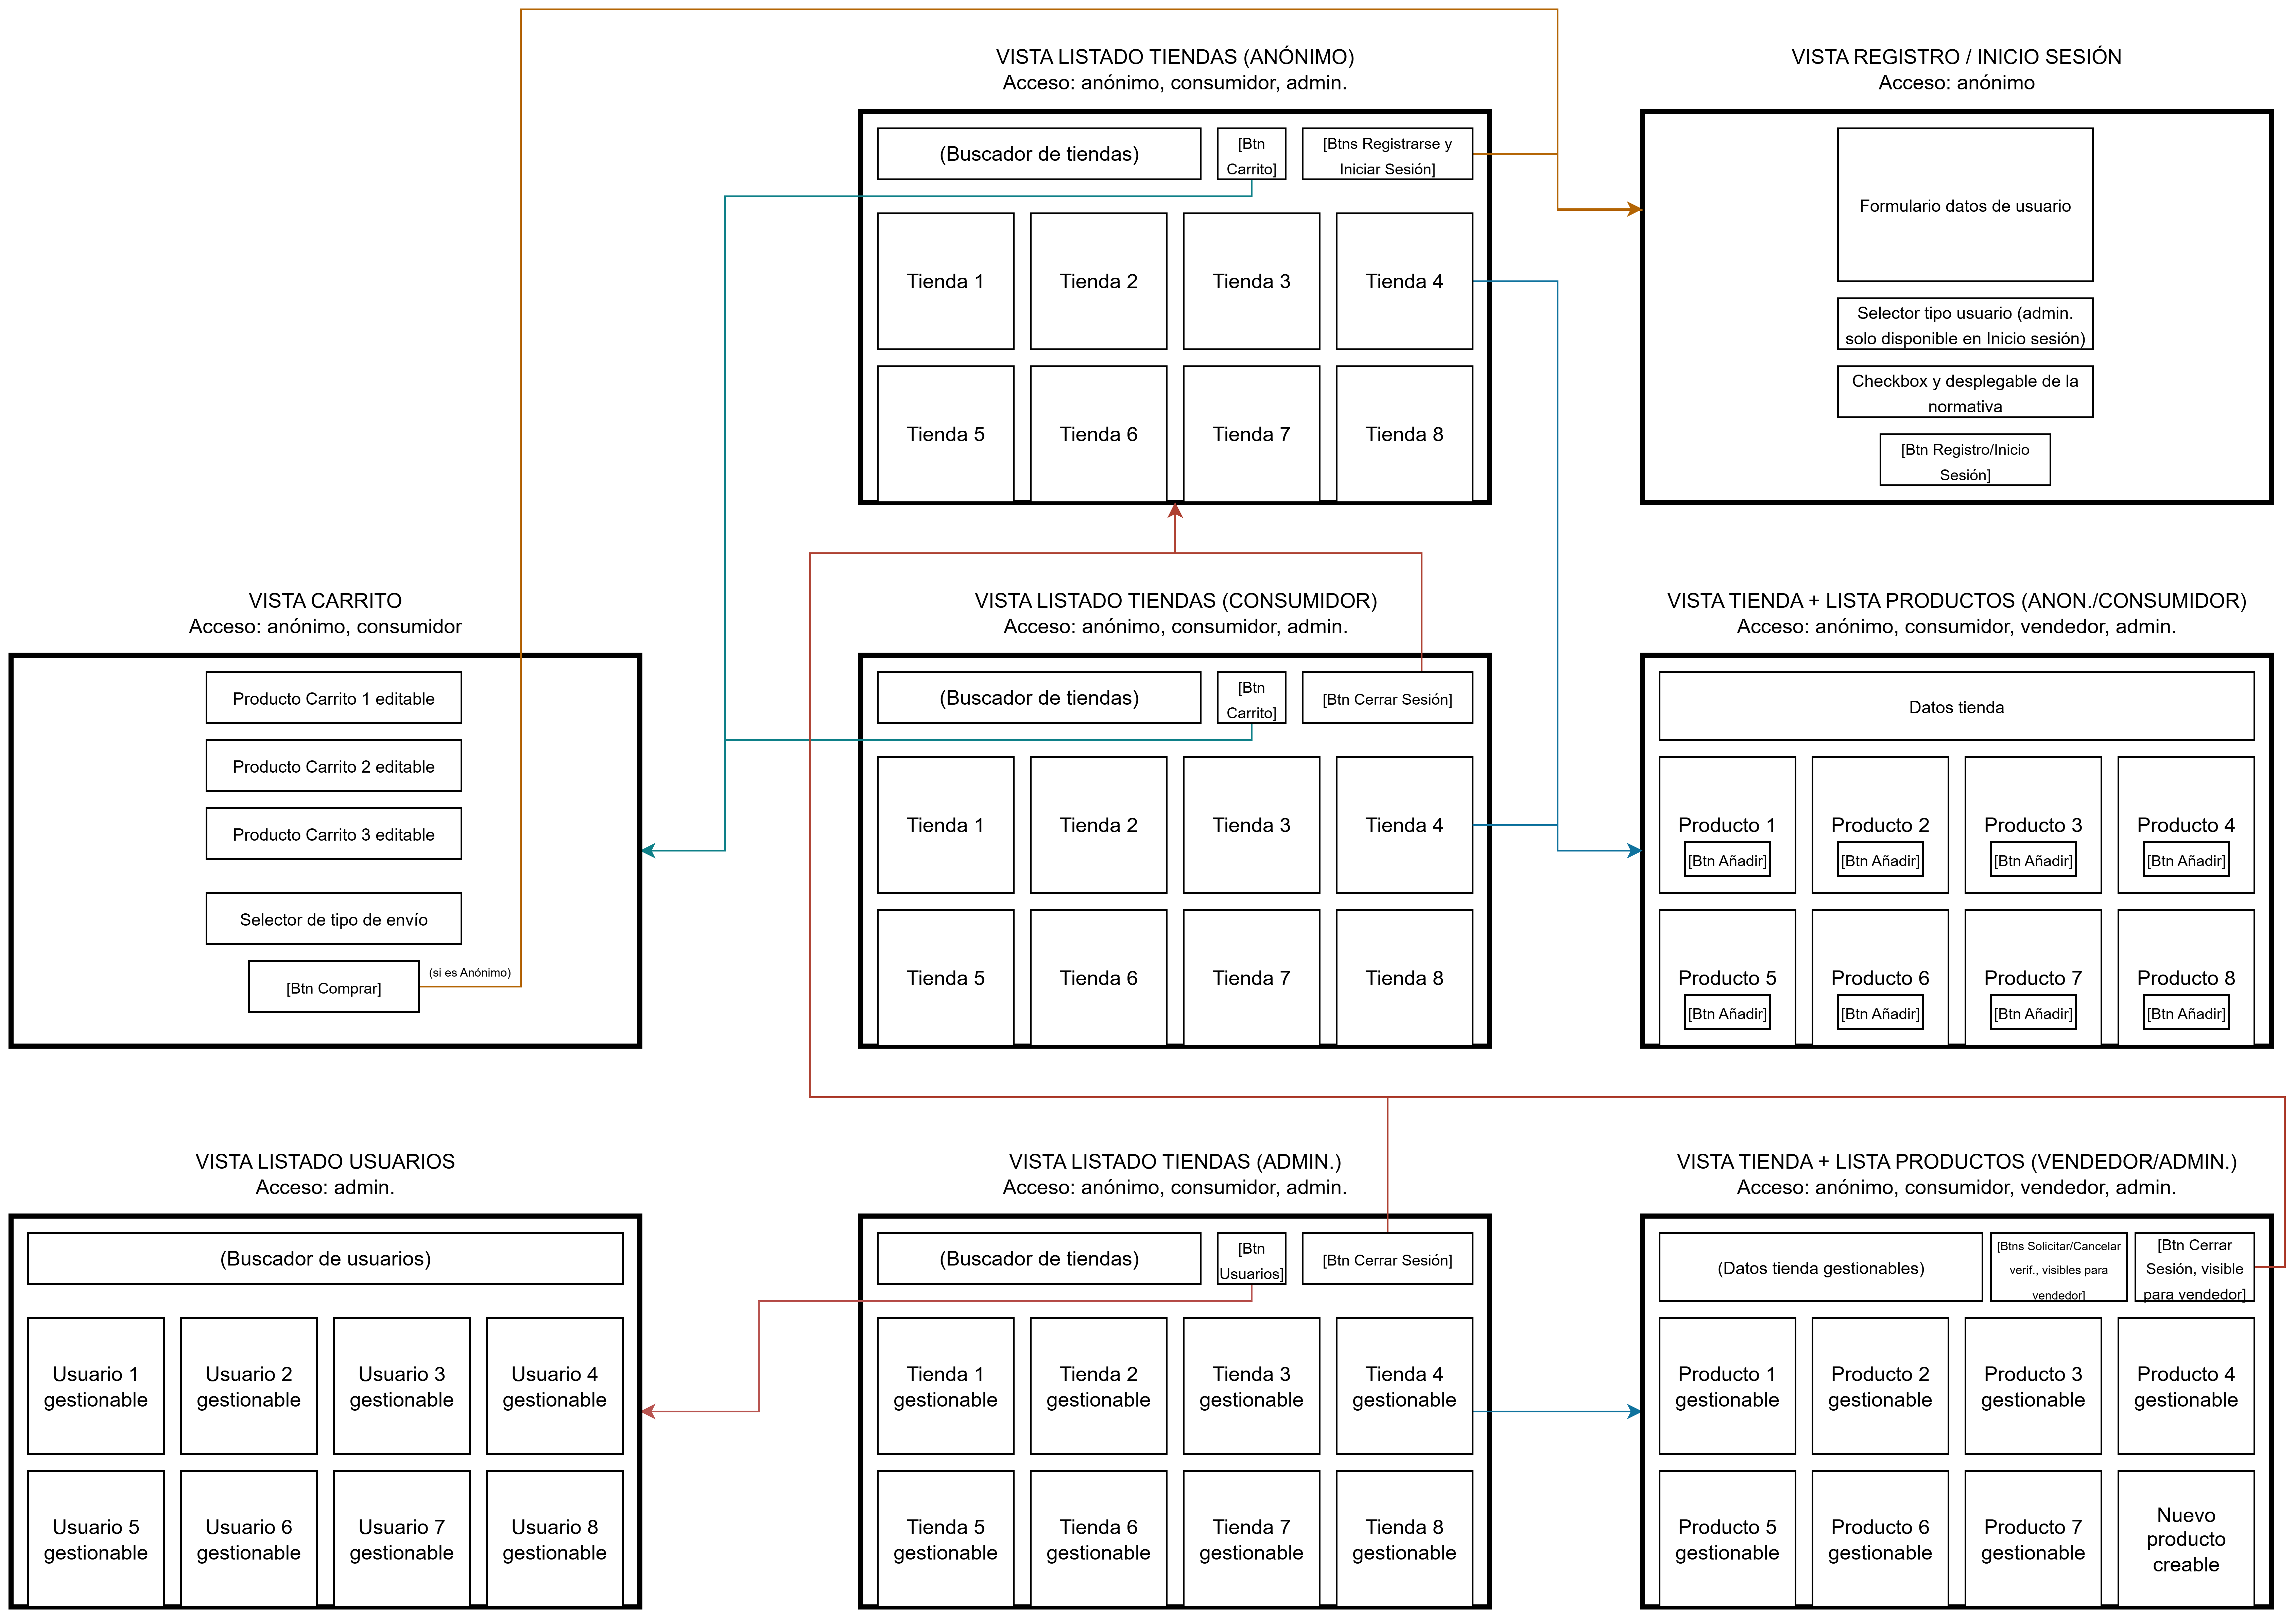 VISTA LISTADO TIENDAS (ANÓNIMO)
Acceso: anónimo, consumidor, admin.
(Buscador de tiendas)
[Btn
Carrito]
[Btns Registrarse y
Iniciar Sesión]
Tienda 1
Tienda 2
Tienda 3
Tienda 4
Tienda 5
Tienda 6
Tienda 7
Tienda 8
VISTA REGISTRO / INICIO SESIÓN
Acceso: anónimo
Formulario datos de usuario
Selector tipo usuario (admin.
solo disponible en Inicio sesión)
Checkbox y desplegable de la
normativa
[Btn Registro/Inicio
Sesión]
VISTA CARRITO
Acceso: anónimo, consumidor
Producto Carrito 1 editable
Producto Carrito 2 editable
Producto Carrito 3 editable
Selector de tipo de envío
[Btn Comprar]
(si es Anónimo)
VISTA LISTADO TIENDAS (CONSUMIDOR)
Acceso: anónimo, consumidor, admin.
(Buscador de tiendas)
[Btn
Carrito]
[Btn Cerrar Sesión]
Tienda 1
Tienda 2
Tienda 3
Tienda 4
Tienda 5
Tienda 6
Tienda 7
Tienda 8
VISTA TIENDA + LISTA PRODUCTOS (ANON./CONSUMIDOR)
Acceso: anónimo, consumidor, vendedor, admin.
Datos tienda
Producto 1
[Btn Añadir]
Producto 2
[Btn Añadir]
Producto 3
[Btn Añadir]
Producto 4
[Btn Añadir]
Producto 5
[Btn Añadir]
Producto 6
[Btn Añadir]
Producto 7
[Btn Añadir]
Producto 8
[Btn Añadir]
VISTA LISTADO USUARIOS
Acceso: admin.
(Buscador de usuarios)
Usuario 1
gestionable
Usuario 2
gestionable
Usuario 3
gestionable
Usuario 4
gestionable
Usuario 5
gestionable
Usuario 6
gestionable
Usuario 7
gestionable
Usuario 8
gestionable
VISTA LISTADO TIENDAS (ADMIN.)
Acceso: anónimo, consumidor, admin.
(Buscador de tiendas)
[Btn
Usuarios]
[Btn Cerrar Sesión]
Tienda 1
gestionable
Tienda 2
gestionable
Tienda 3
gestionable
Tienda 4
gestionable
Tienda 5
gestionable
Tienda 6
gestionable
Tienda 7
gestionable
Tienda 8
gestionable
VISTA TIENDA + LISTA PRODUCTOS (VENDEDOR/ADMIN.)
Acceso: anónimo, consumidor, vendedor, admin.
(Datos tienda gestionables)
[Btns Solicitar/Cancelar
verif., visibles para
vendedor]
[Btn Cerrar
Sesión, visible
para vendedor]
Producto 1
gestionable
Producto 2
gestionable
Producto 3
gestionable
Producto 4
gestionable
Producto 5
gestionable
Producto 6
gestionable
Producto 7
gestionable
Nuevo
producto
creable